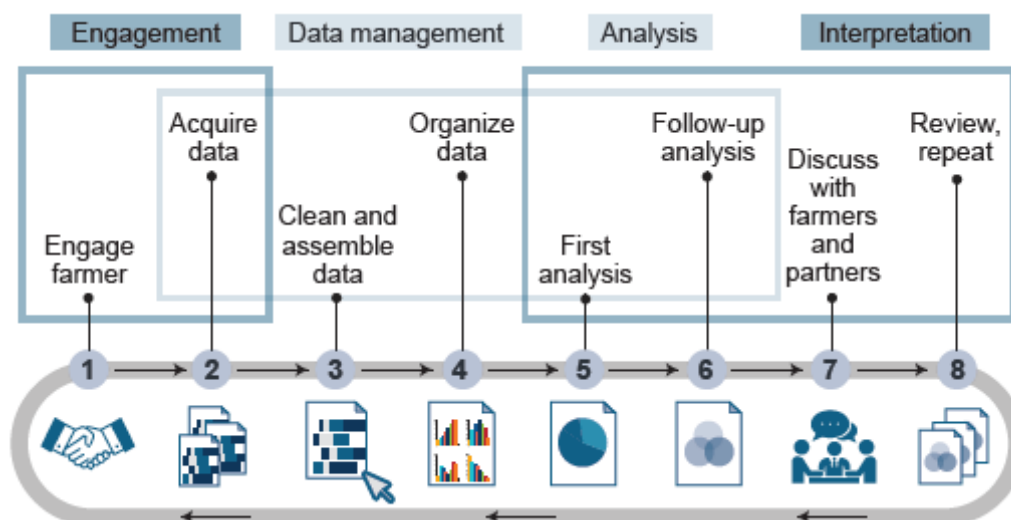 Engagement
Data management
Analysis
Interpretation
Engage
farmer
Acquire
data
Clean and
assemble
data
Organize
data
First
analysis
Follow-up
analysis
Discuss
with
farmers
and
partners
Review,
repeat
1
2
3
4
5
6
7
8